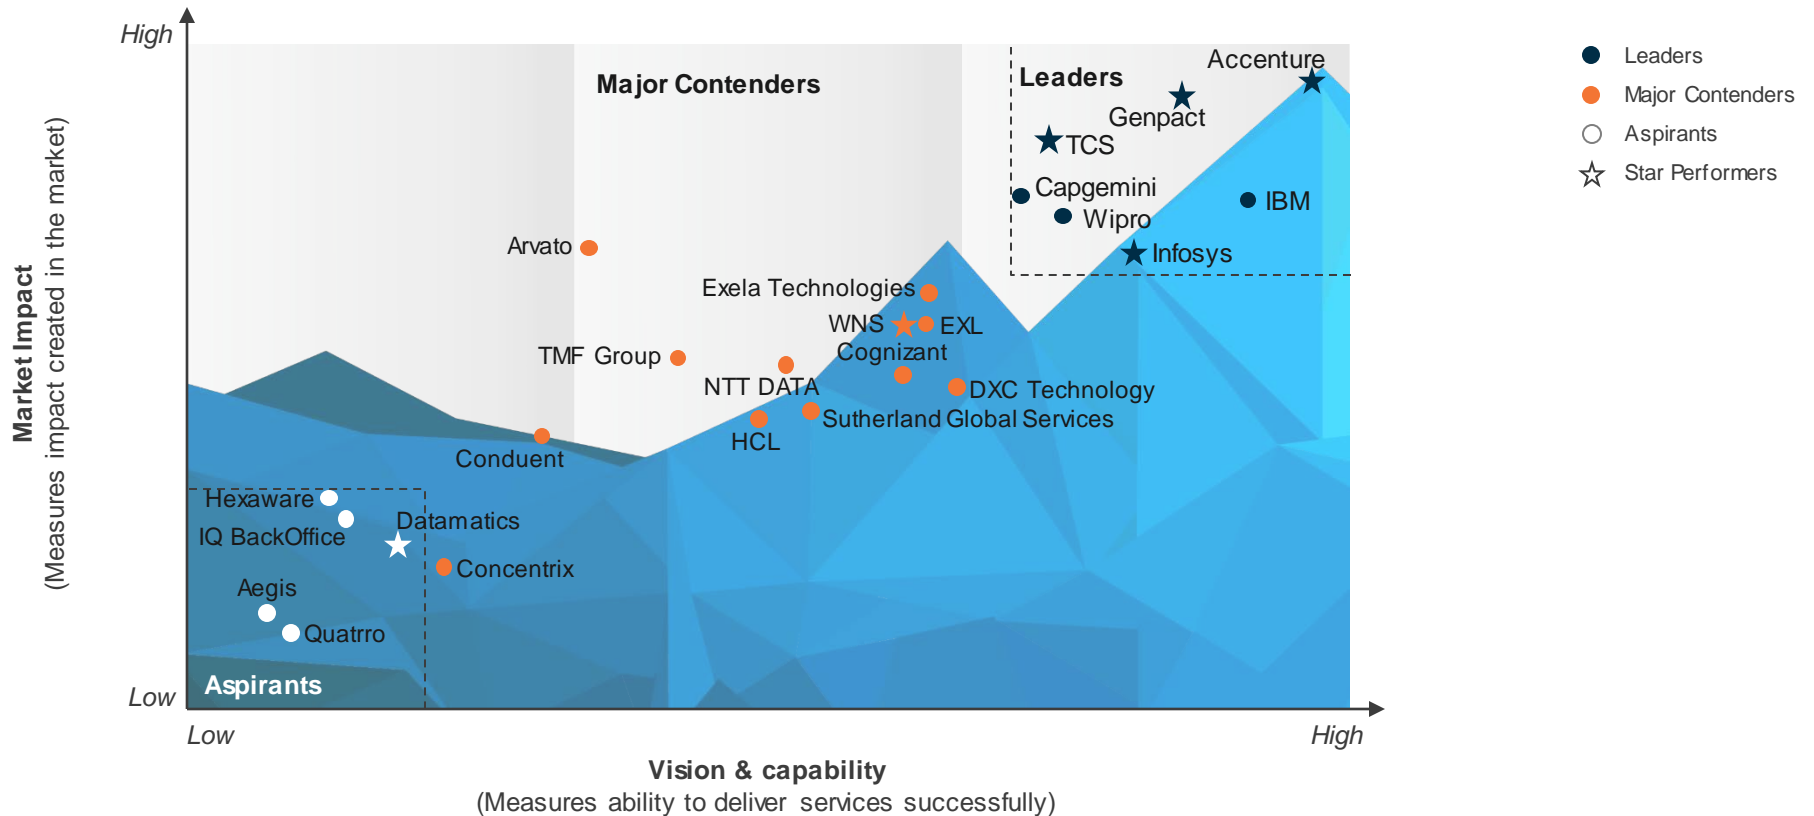 High
Major Contenders
Leaders
Accenture
Genpact
TCS
Capgemini
Wipro
IBM
Infosys
Arvato
Exela Technologies
WNS
EXL
Cognizant
TMF Group
NTT DATA
DXC Technology
Sutherland Global Services
HCL
Conduent
Hexaware
IQ BackOffice
Datamatics
Concentrix
Aegis
Quatrro
Aspirants
Low
Low
High
Market Impact
(Measures impact created in the market)
Vision & capability
(Measures ability to deliver services successfully)
Leaders
Major Contenders
Aspirants
Star Performers